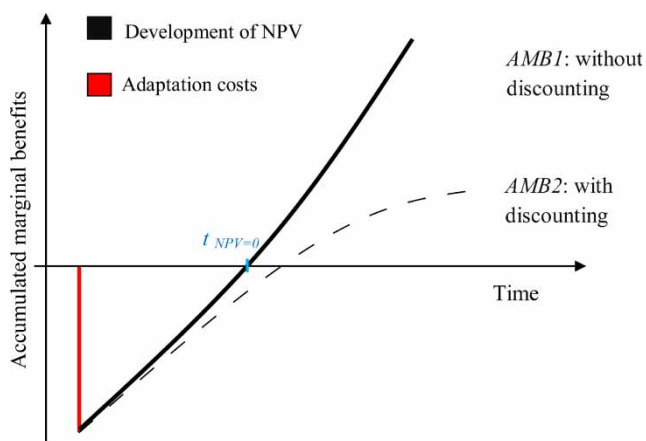 Development of NPV
Adaptation costs
AMB1: without
discounting
AMB2: with
discounting
t NPV=0
Time
Accumulated marginal benefits